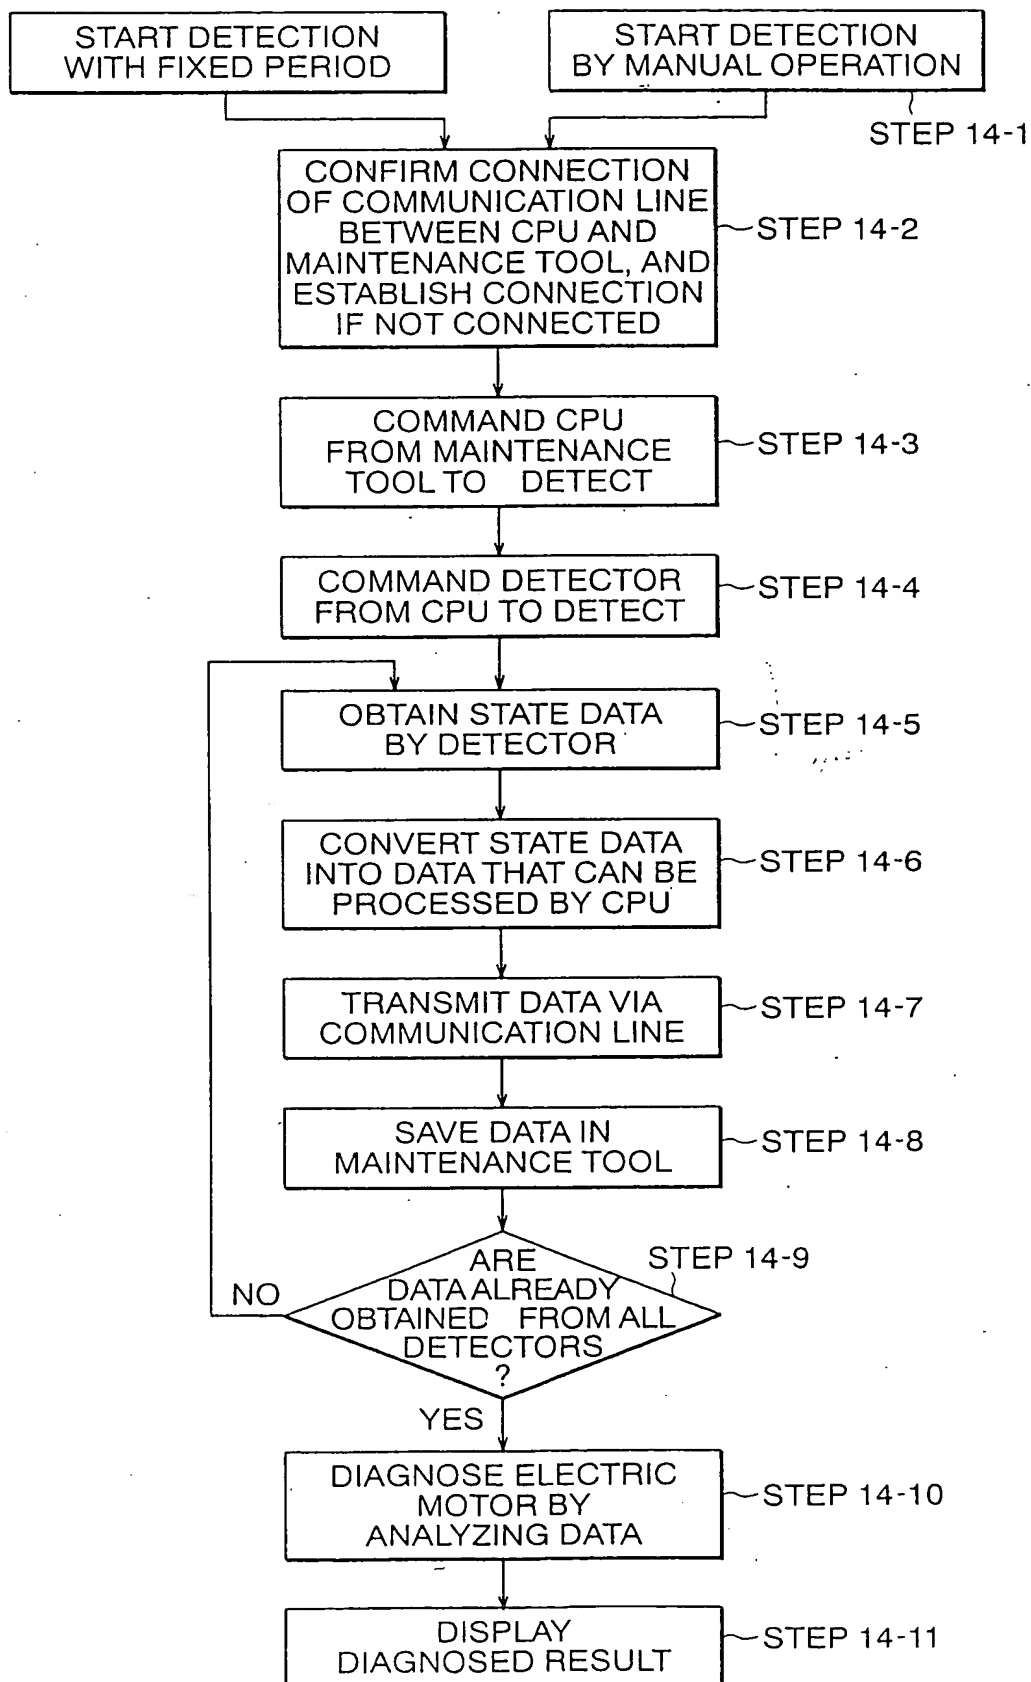 START DETECTION
WITH FIXED PERIOD
START DETECTION
BY MANUAL OPERATION
STEP 14-1
CONFIRM CONNECTION
OF COMMUNICATION LINE
BETWEEN CPU AND
MAINTENANCE TOOL, AND
ESTABLISH CONNECTION
IF NOT CONNECTED
STEP 14-2
COMMAND CPU
FROM MAINTENANCE
TOOL TO DETECT
STEP 14-3
COMMAND DETECTOR
FROM CPU TO DETECT
STEP 14-4
OBTAIN STATE DATA
BY DETECTOR
STEP 14-5
CONVERT STATE DATA
INTO DATA THAT CAN BE
PROCESSED BY CPU
STEP 14-6
TRANSMIT DATA VIA
COMMUNICATION LINE
STEP 14-7
SAVE DATA IN
MAINTENANCE TOOL
STEP 14-8
ARE
DATA ALREADY
OBTAINED FROM ALL
DETECTORS
?
STEP 14-9
NO
YES
DIAGNOSE ELECTRIC
MOTOR BY
ANALYZING DATA
STEP 14-10
DISPLAY
DIAGNOSED RESULT
STEP 14-11